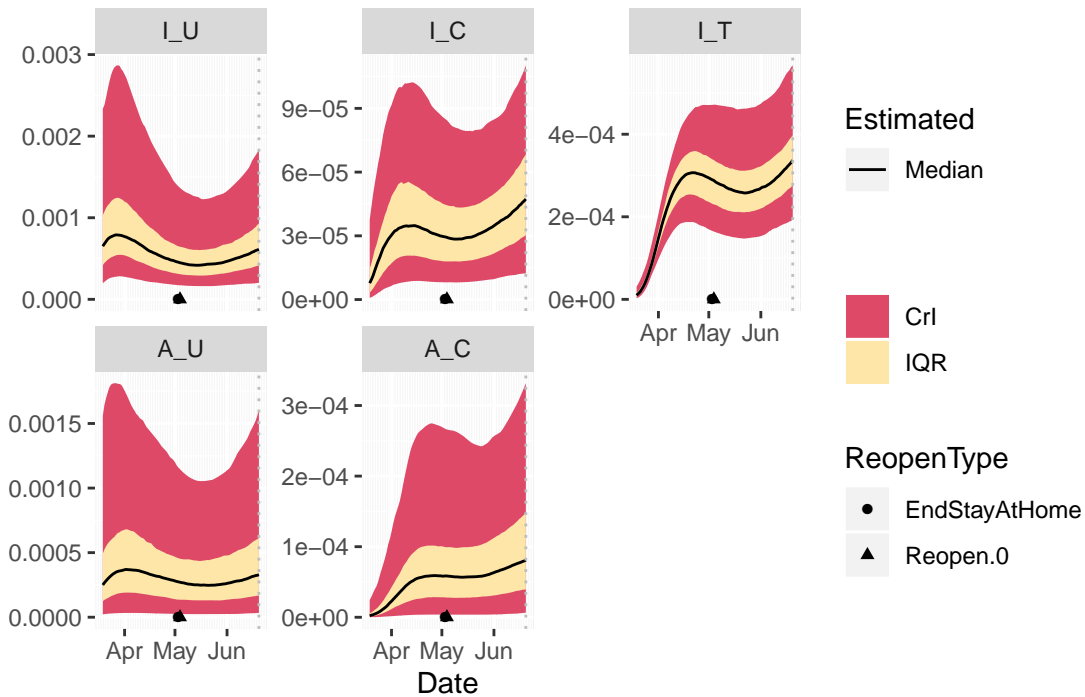 I_U
I_C
I_T
0.003
0.002
0.001
0.000
9e−05
6e−05
3e−05
0e+00
4e−04
2e−04
0e+00
Apr May Jun
A_U
A_C
0.0015
0.0010
0.0005
0.0000
3e−04
2e−04
1e−04
0e+00
Apr May Jun
Apr May Jun
Date
Estimated
Median
CrI
IQR
ReopenType
EndStayAtHome
Reopen.0